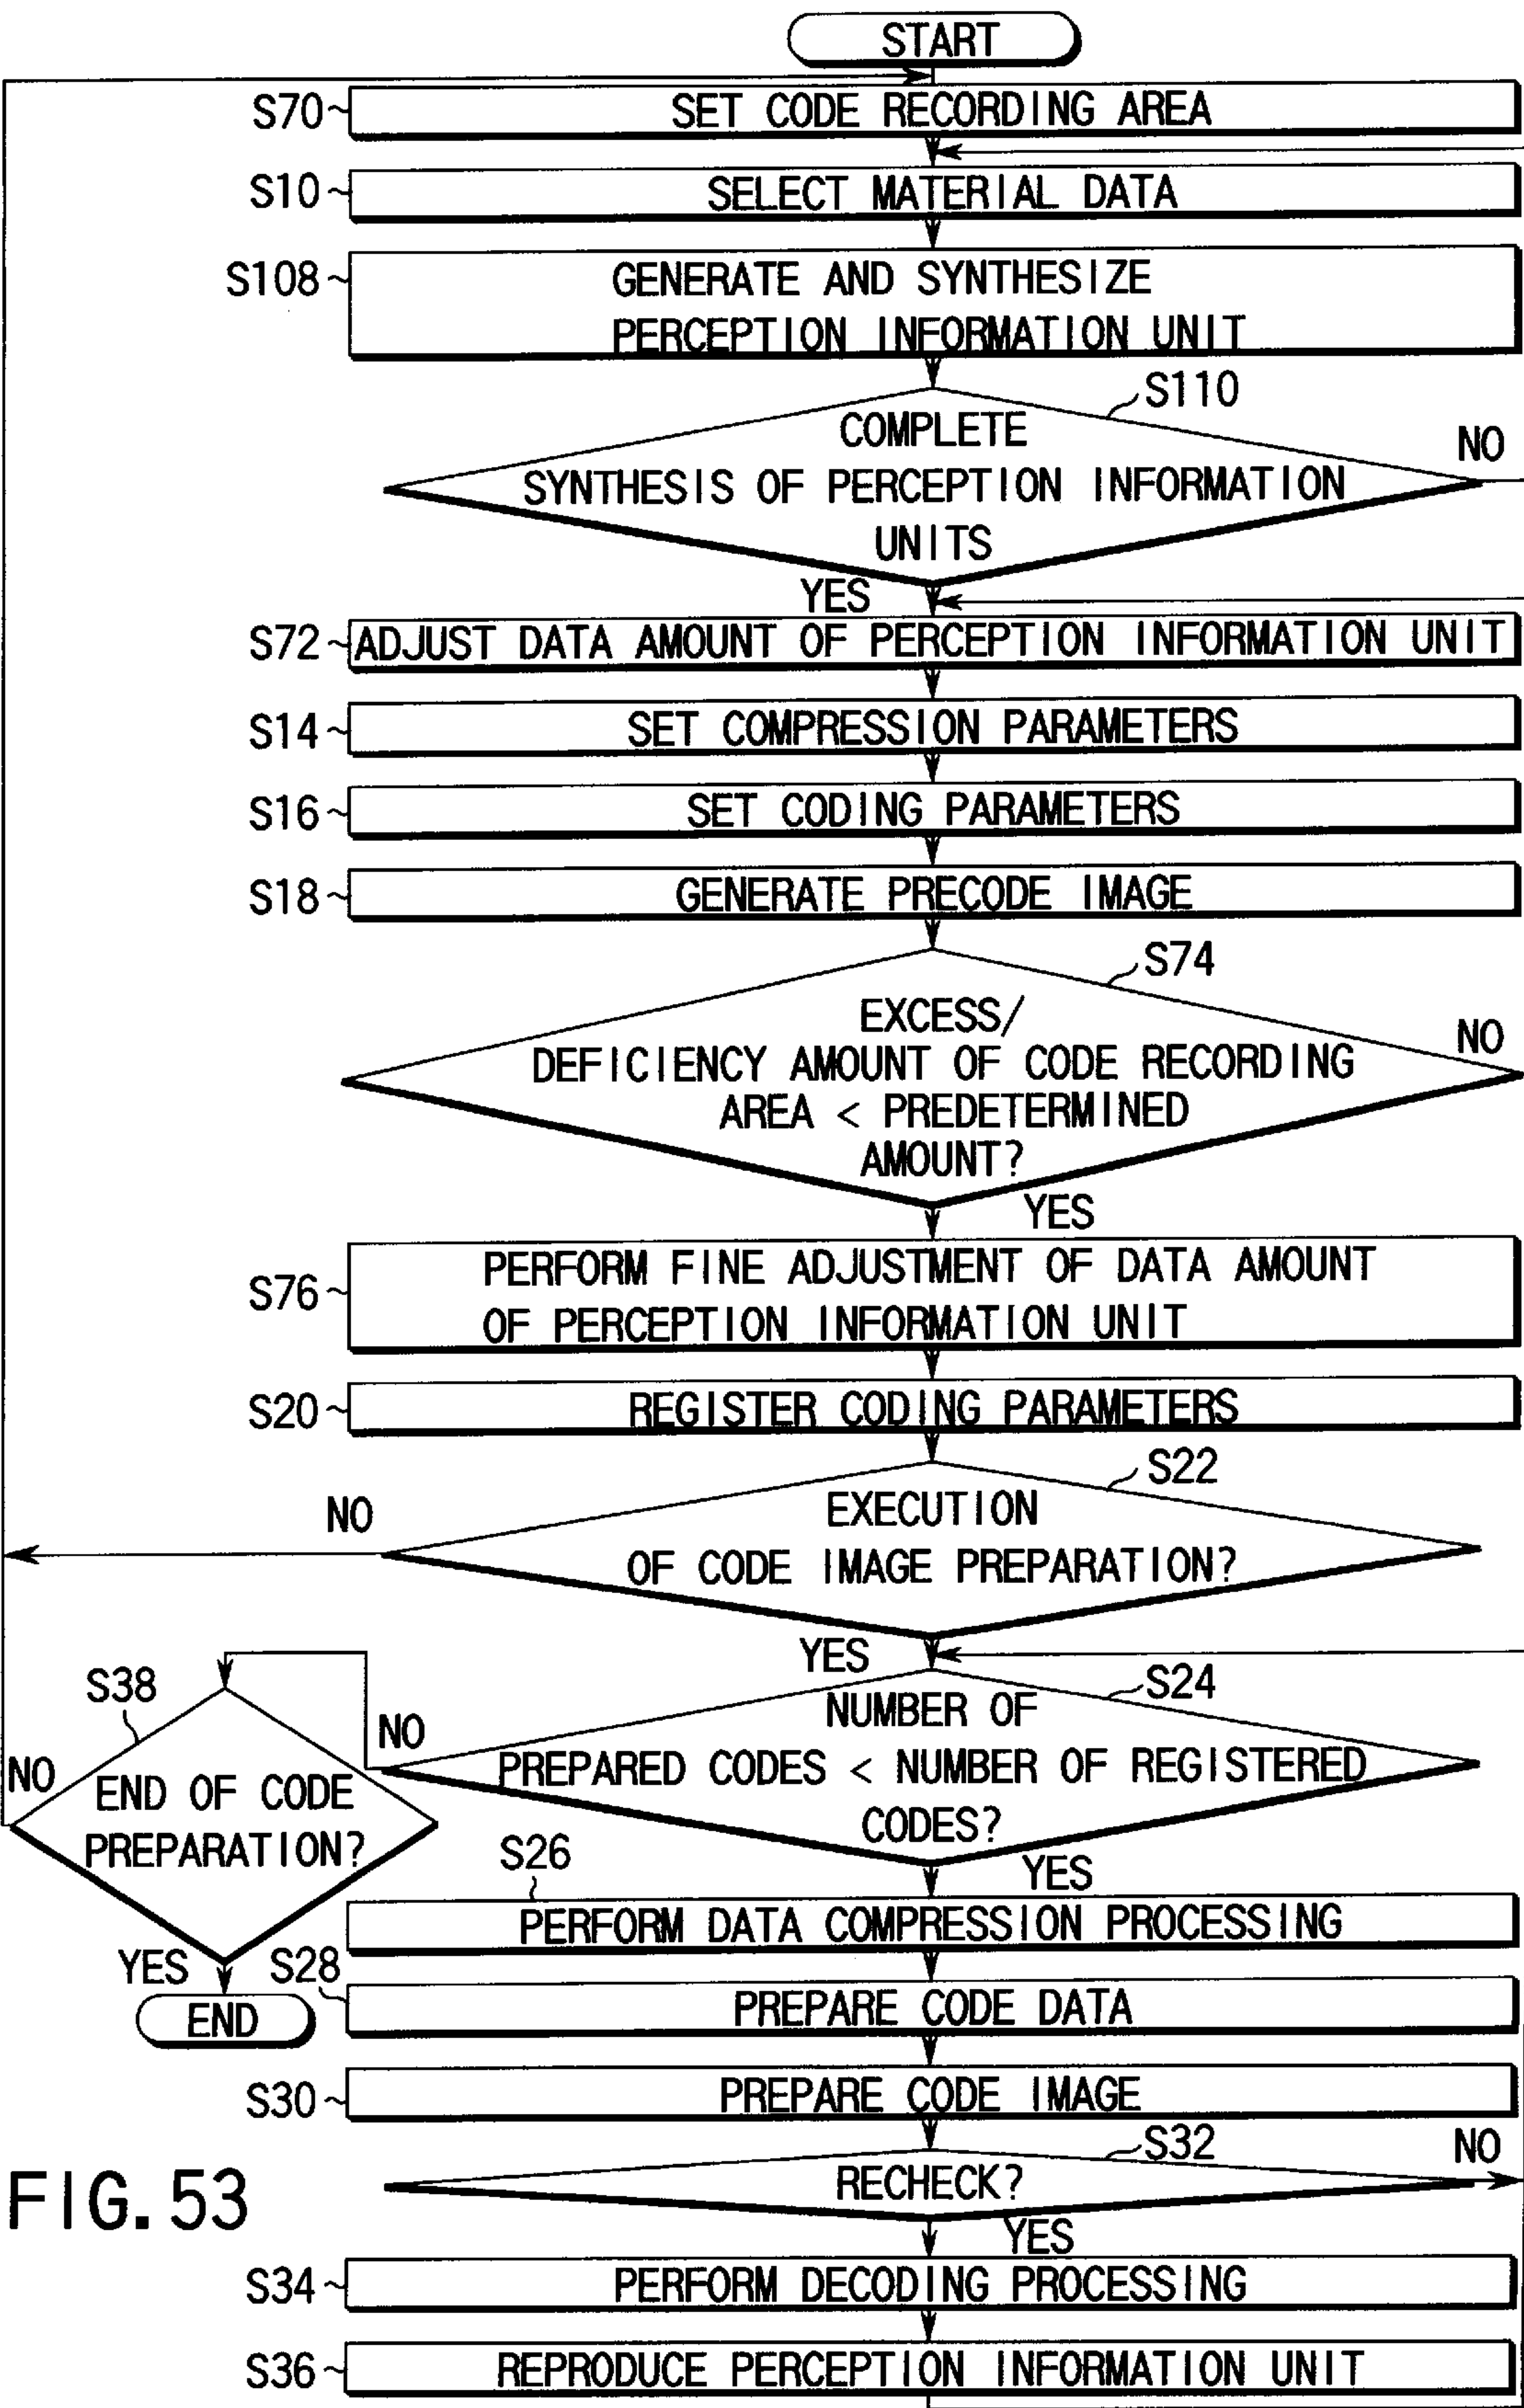 START
S70
SET CODE RECORDING AREA
S10
SELECT MATERIAL DATA
S108
GENERATE AND SYNTHESIZE
PERCEPTION INFORMATION UNIT
S110
COMPLETE
NO
SYNTHESIS OF PERCEPTION INFORMATION
UNITS
YES
S72
ADJUST DATA AMOUNT OF PERCEPTION INFORMATION UNIT
S14
SET COMPRESSION PARAMETERS
S16
SET CODING PARAMETERS
S18
GENERATE PRECODE IMAGE
S74
EXCESS/
NO
DEFICIENCY AMOUNT OF CODE RECORDING
AREA < PREDETERMINED
AMOUNT?
YES
S76
PERFORM FINE ADJUSTMENT OF DATA AMOUNT
OF PERCEPTION INFORMATION UNIT
S20
REGISTER CODING PARAMETERS
S22
NO
EXECUTION
OF CODE IMAGE PREPARATION?
YES
S24
S38
NO
NUMBER OF
PREPARED CODES < NUMBER OF REGISTERED
CODES?
NO
END OF CODE
PREPARATION?
YES
S26
YES
PERFORM DATA COMPRESSION PROCESSING
END
S28
PREPARE CODE DATA
S30
PREPARE CODE IMAGE
S32
NO
RECHECK?
FIG. 53
YES
S34
PERFORM DECODING PROCESSING
S36
REPRODUCE PERCEPTION INFORMATION UNIT